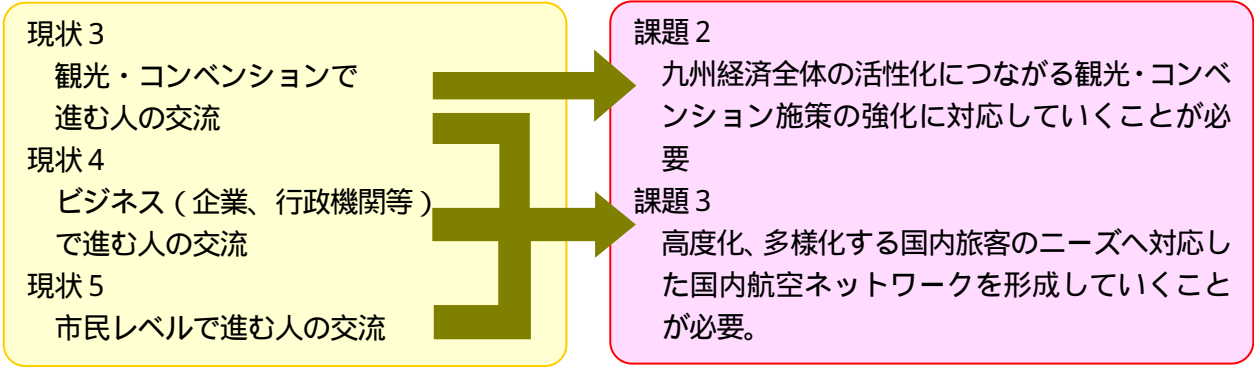 現状3
観光・コンベンションで
進む人の交流
現状4
ビジネス(企業、行政機関等)
で進む人の交流
現状5
市民レベルで進む人の交流
課題2
九州経済全体の活性化につながる観光・コンベ
ンション施策の強化に対応していくことが必
要
課題3
高度化、多様化する国内旅客のニーズへ対応し
た国内航空ネットワークを形成していくこと
が必要。